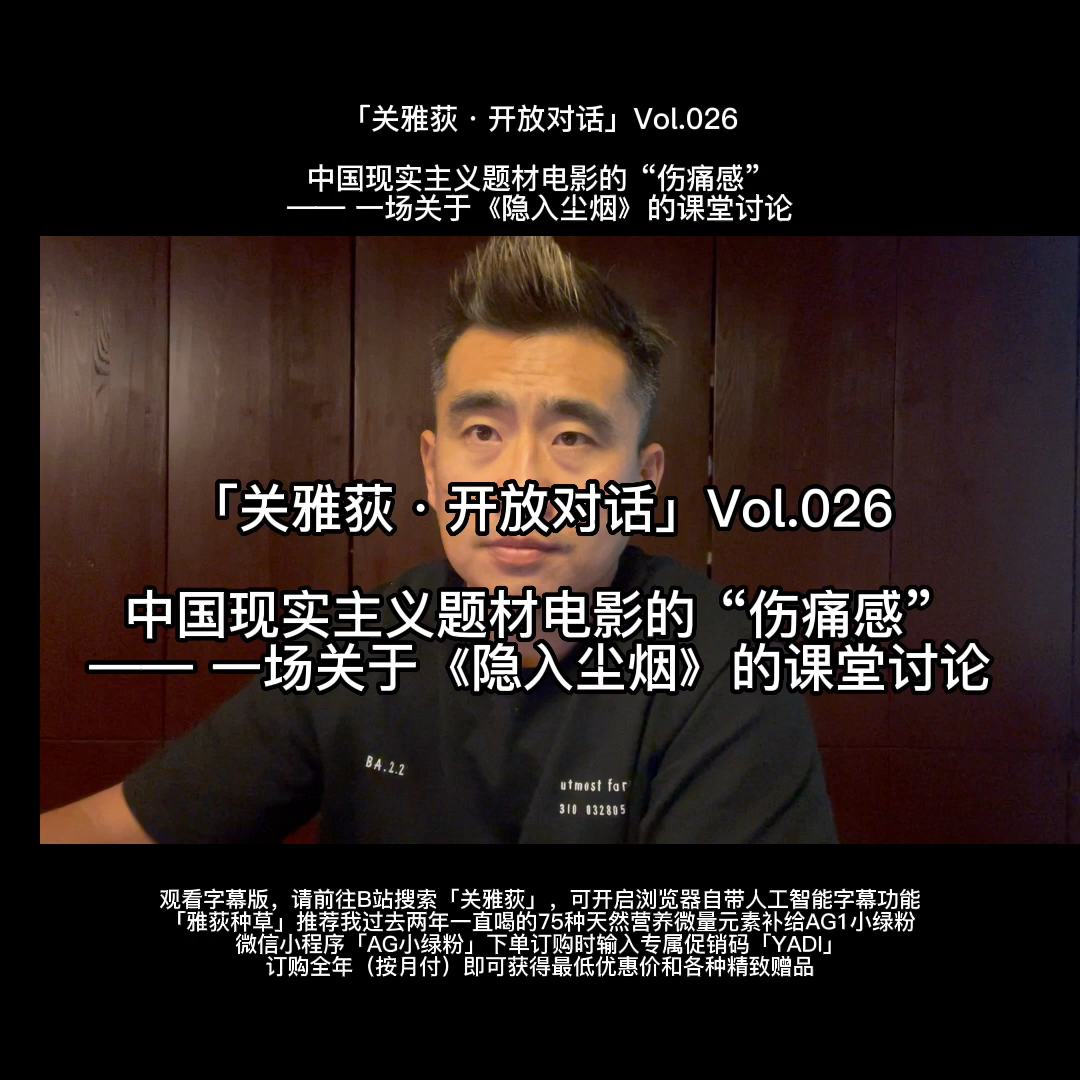 「关雅荻 · 开放对话」Vol.026
中国现实主义题材电影的“伤痛感”
—— 一场关于《隐入尘烟》的课堂讨论
「关雅荻 · 开放对话」Vol.026
中国现实主义题材电影的“伤痛感”
—— 一场关于《隐入尘烟》的课堂讨论
BA.2.2
utmost far
310 032805
观看字幕版，请前往B站搜索「关雅荻」，可开启浏览器自带人工智能字幕功能
「雅荻种草」推荐我过去两年一直喝的75种天然营养微量元素补给AG1小绿粉
微信小程序「AG小绿粉」下单订购时输入专属促销码「YADI」
订购全年（按月付）即可获得最低优惠价和各种精致赠品